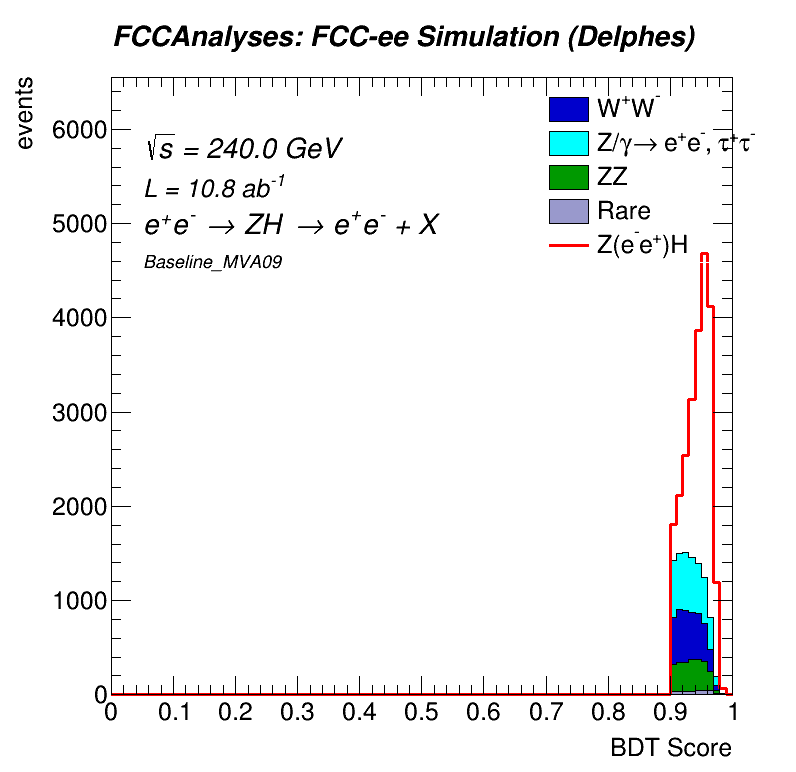 FCCAnalyses: FCC-ee Simulation (Delphes)
events
6000
5000
4000
3000
2000
1000
0
√s = 240.0 GeV
L = 10.8 ab⁻¹
e⁺e⁻ → ZH → e⁺e⁻ + X
Baseline_MVA09
W⁺W⁻
Z/γ→ e⁺e⁻, τ⁺τ⁻
ZZ
Rare
Z(e⁻e⁺)H
0 0.1 0.2 0.3 0.4 0.5 0.6 0.7 0.8 0.9 1
BDT Score